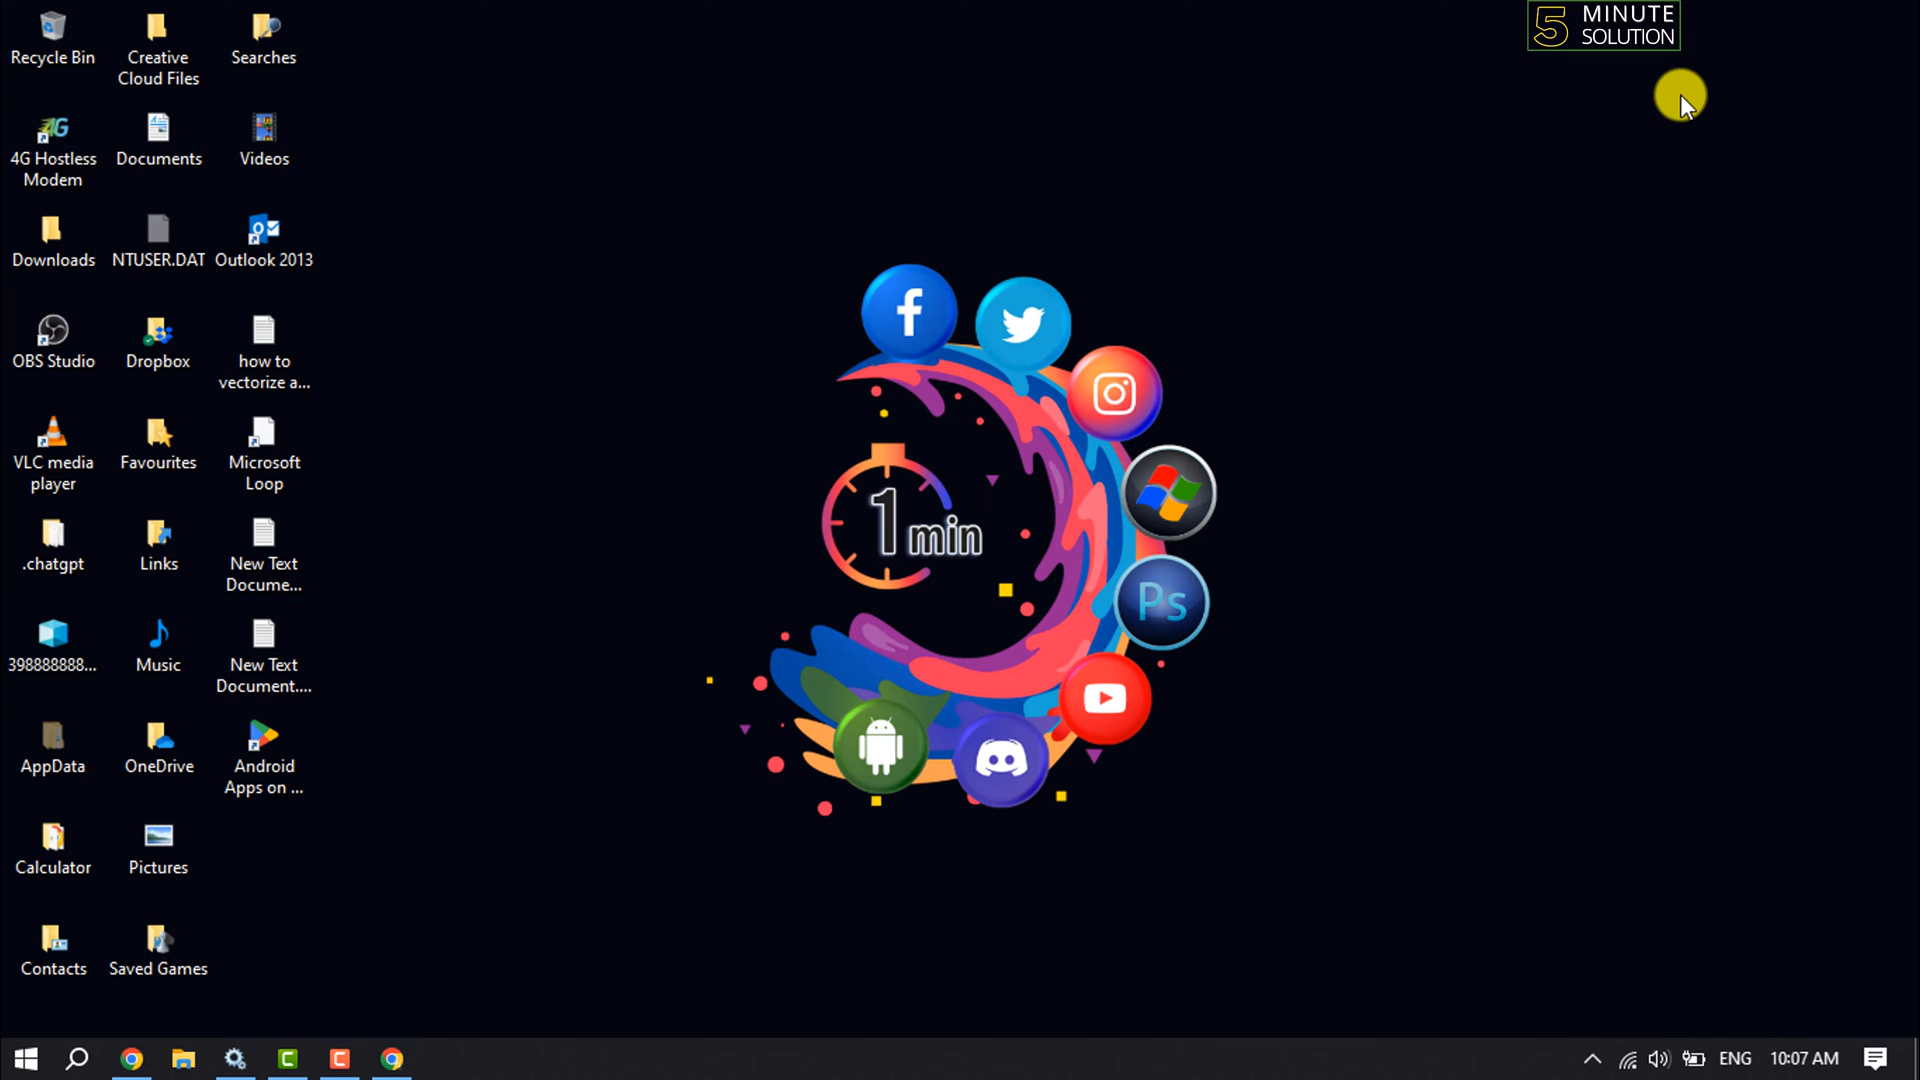 Recycle Bin
Creative
Cloud Files
Searches
4G Hostless
Modem
Documents
Videos
Downloads
NTUSER.DAT
Outlook 2013
OBS Studio
Dropbox
how to
vectorize a...
VLC media
player
Favourites
Microsoft
Loop
.chatgpt
Links
New Text
Docume...
398888888...
Music
New Text
Document....
AppData
OneDrive
Android
Apps on ...
Calculator
Pictures
Contacts
Saved Games
5 MINUTE
SOLUTION
1 min
Ps
ENG
10:07 AM